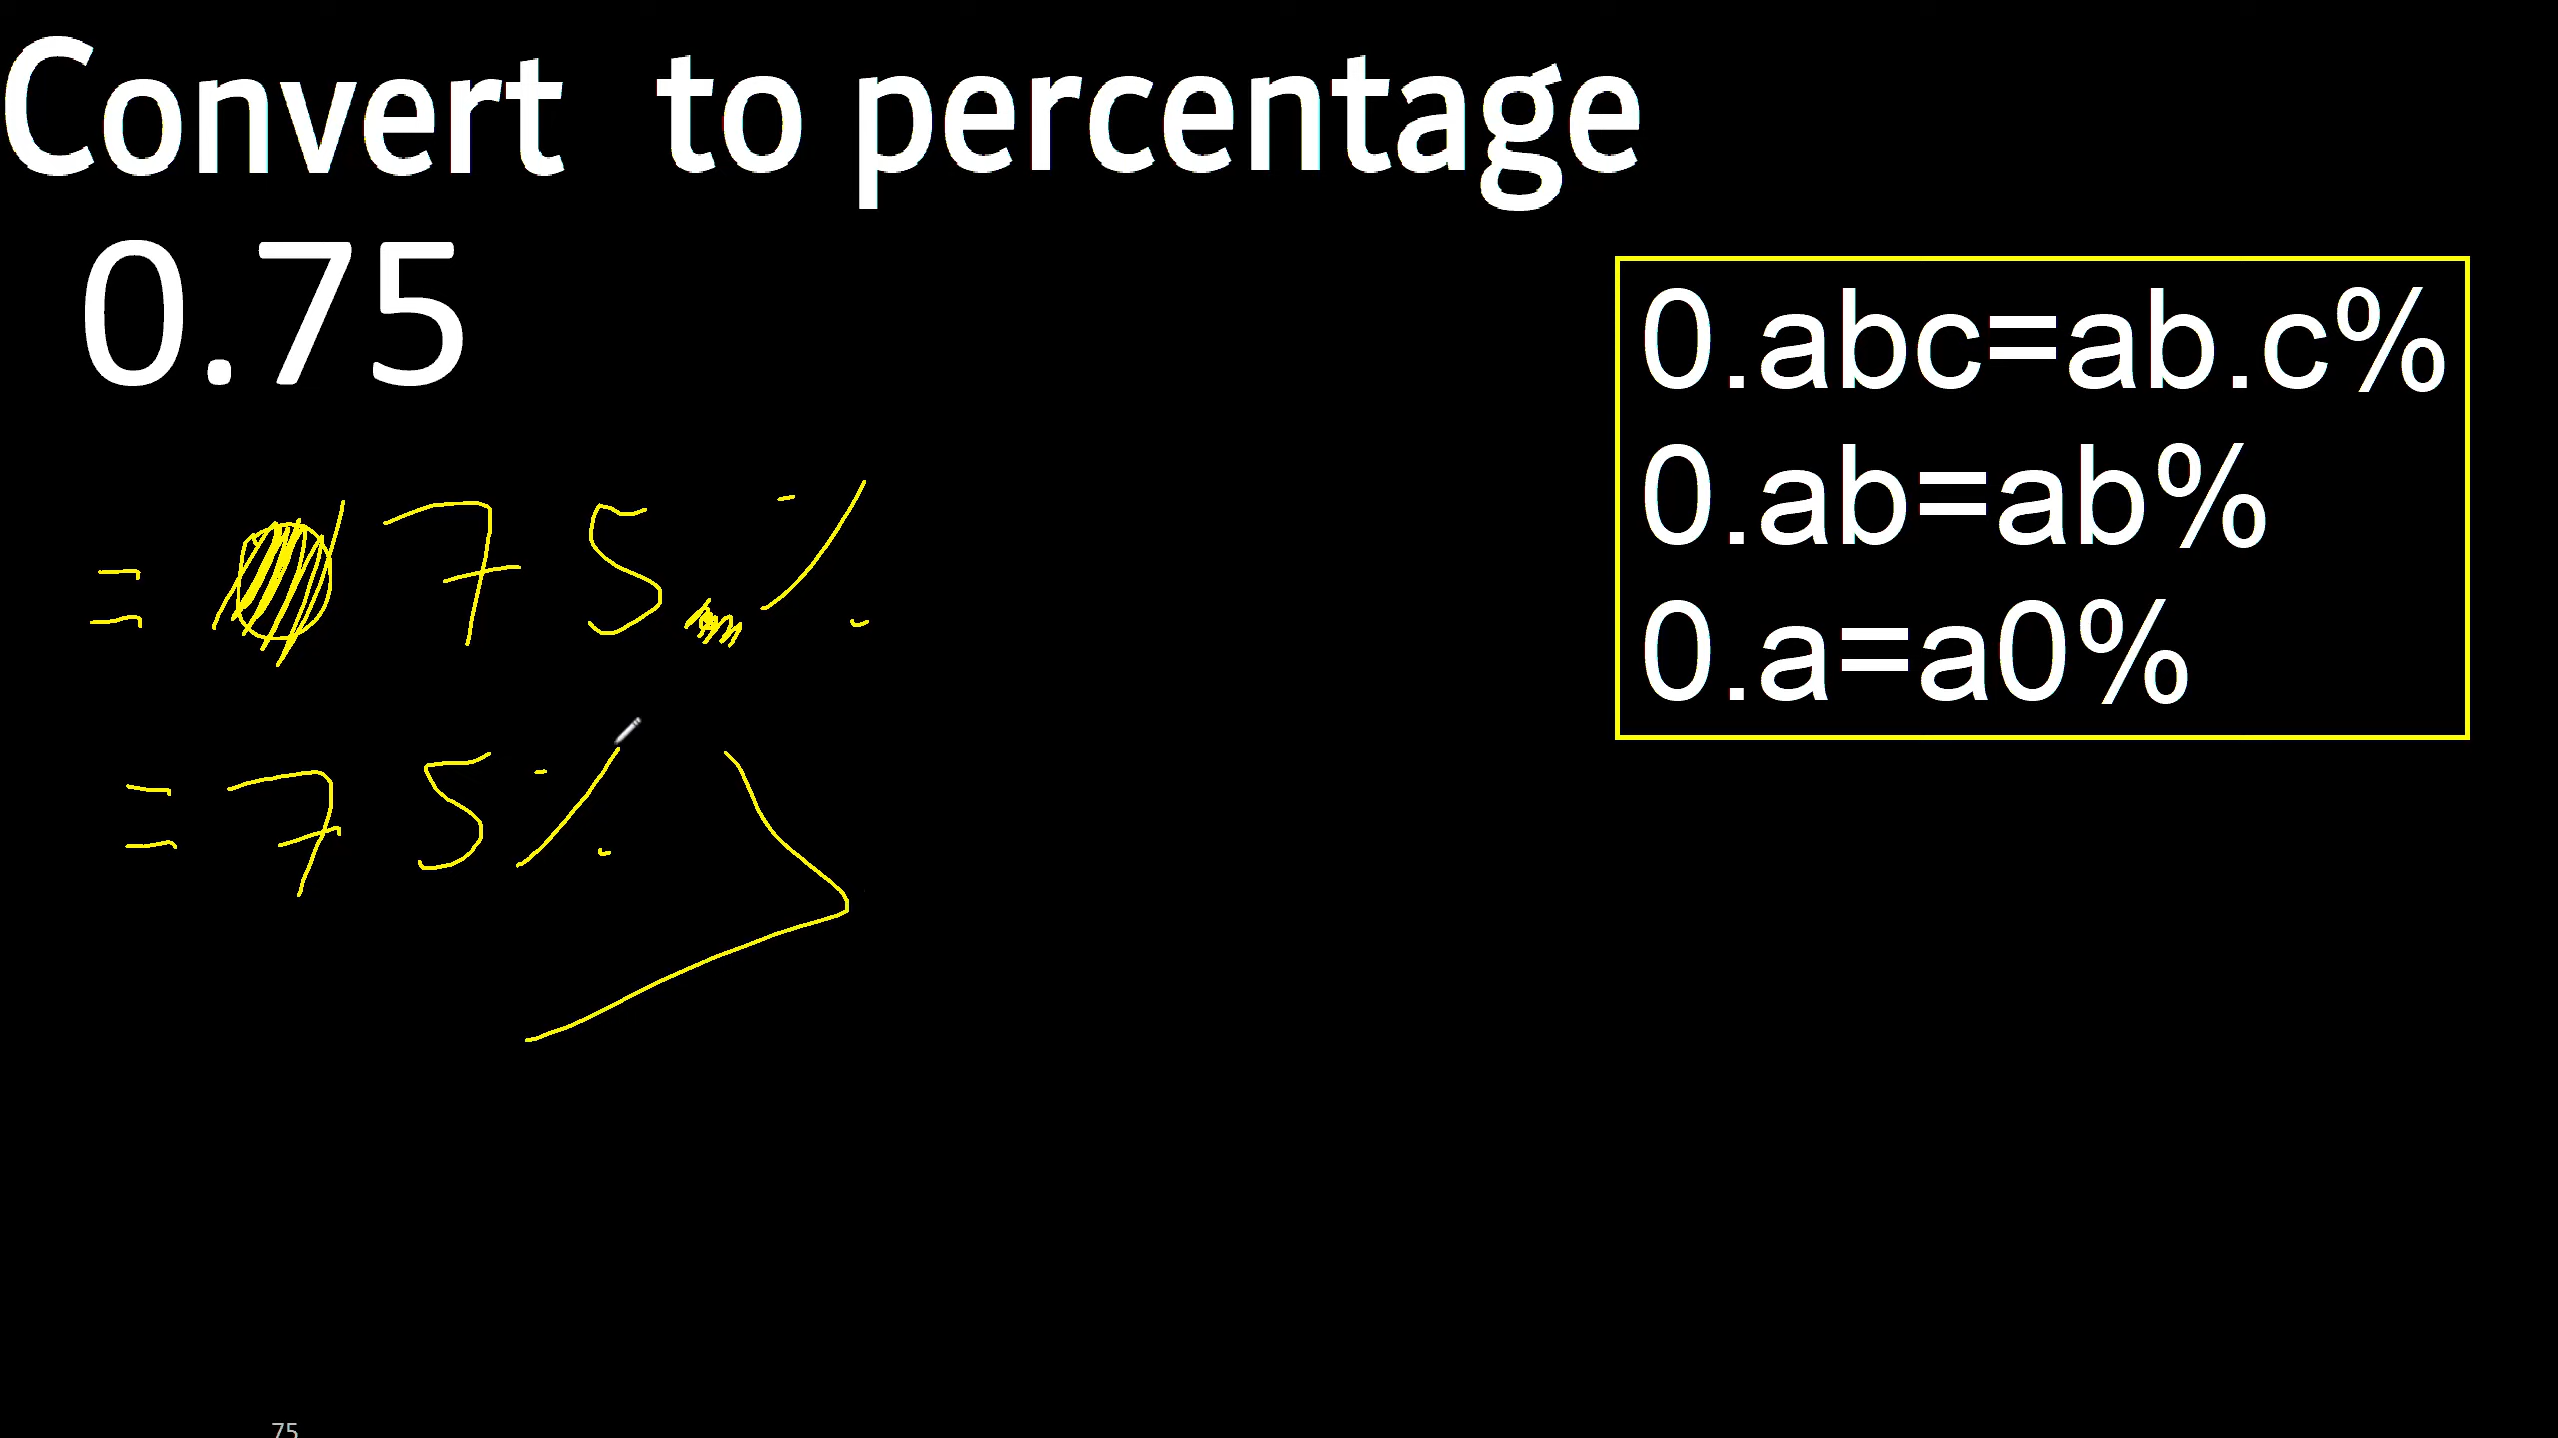 Convert to percentage
0.75
0.abc=ab.c%
0.ab=ab%
0.a=a0%
= 75%
= 75%
75